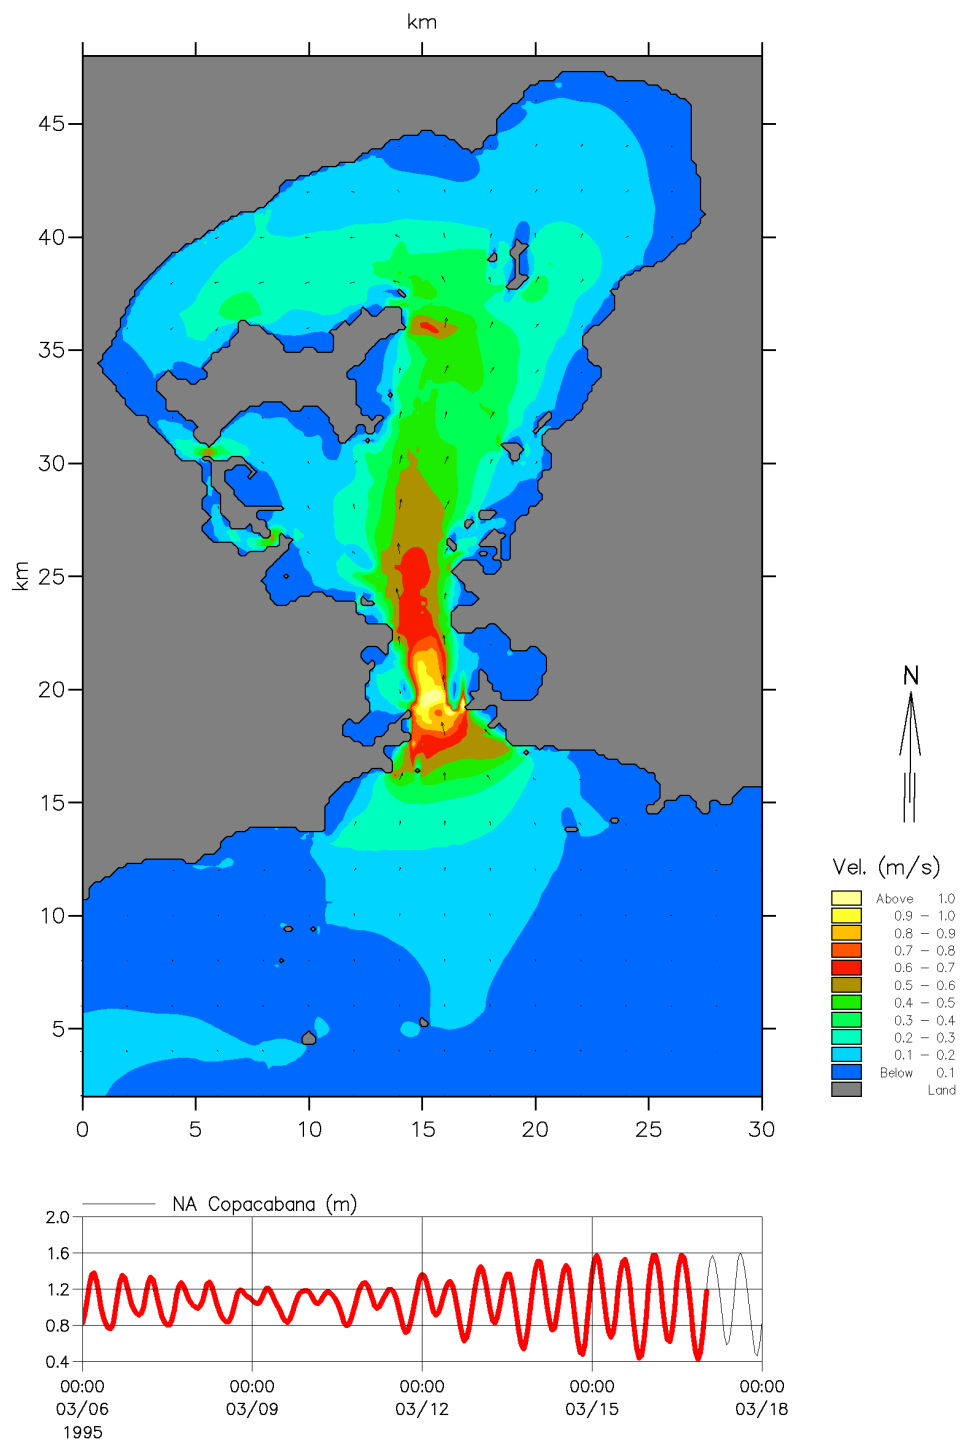 km
45
40
35
30
25
20
15
10
5
km
0 5 10 15 20 25 30
N
Vel. (m/s)
Above 1.0
0.9 - 1.0
0.8 - 0.9
0.7 - 0.8
0.6 - 0.7
0.5 - 0.6
0.4 - 0.5
0.3 - 0.4
0.2 - 0.3
0.1 - 0.2
Below 0.1
Land
NA Copacabana (m)
2.0
1.6
1.2
0.8
0.4
00:00 00:00 00:00 00:00 00:00
03/06 03/09 03/12 03/15 03/18
1995